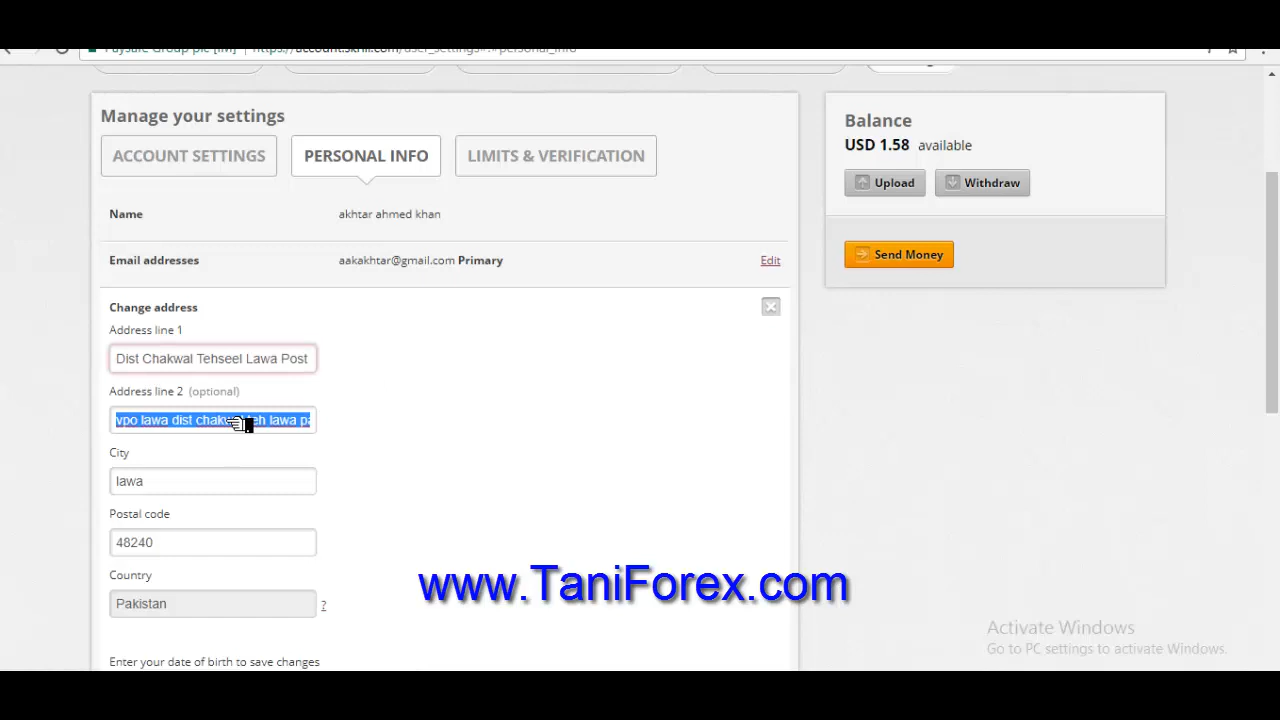 Manage your settings
ACCOUNT SETTINGS PERSONAL INFO LIMITS & VERIFICATION
Name akhtar ahmed khan
Email addresses aakakhtar@gmail.com Primary Edit
Change address
Address line 1
Dist Chakwal Tehseel Lawa Post
Address line 2 (optional)
vpo lawa dist lawa
City
lawa
Postal code
48240
Country
Pakistan ?
Enter your date of birth to save changes
Balance
USD 1.58 available
Upload Withdraw
Send Money
www.TaniForex.com
Activate Windows
Go to PC settings to activate Windows.